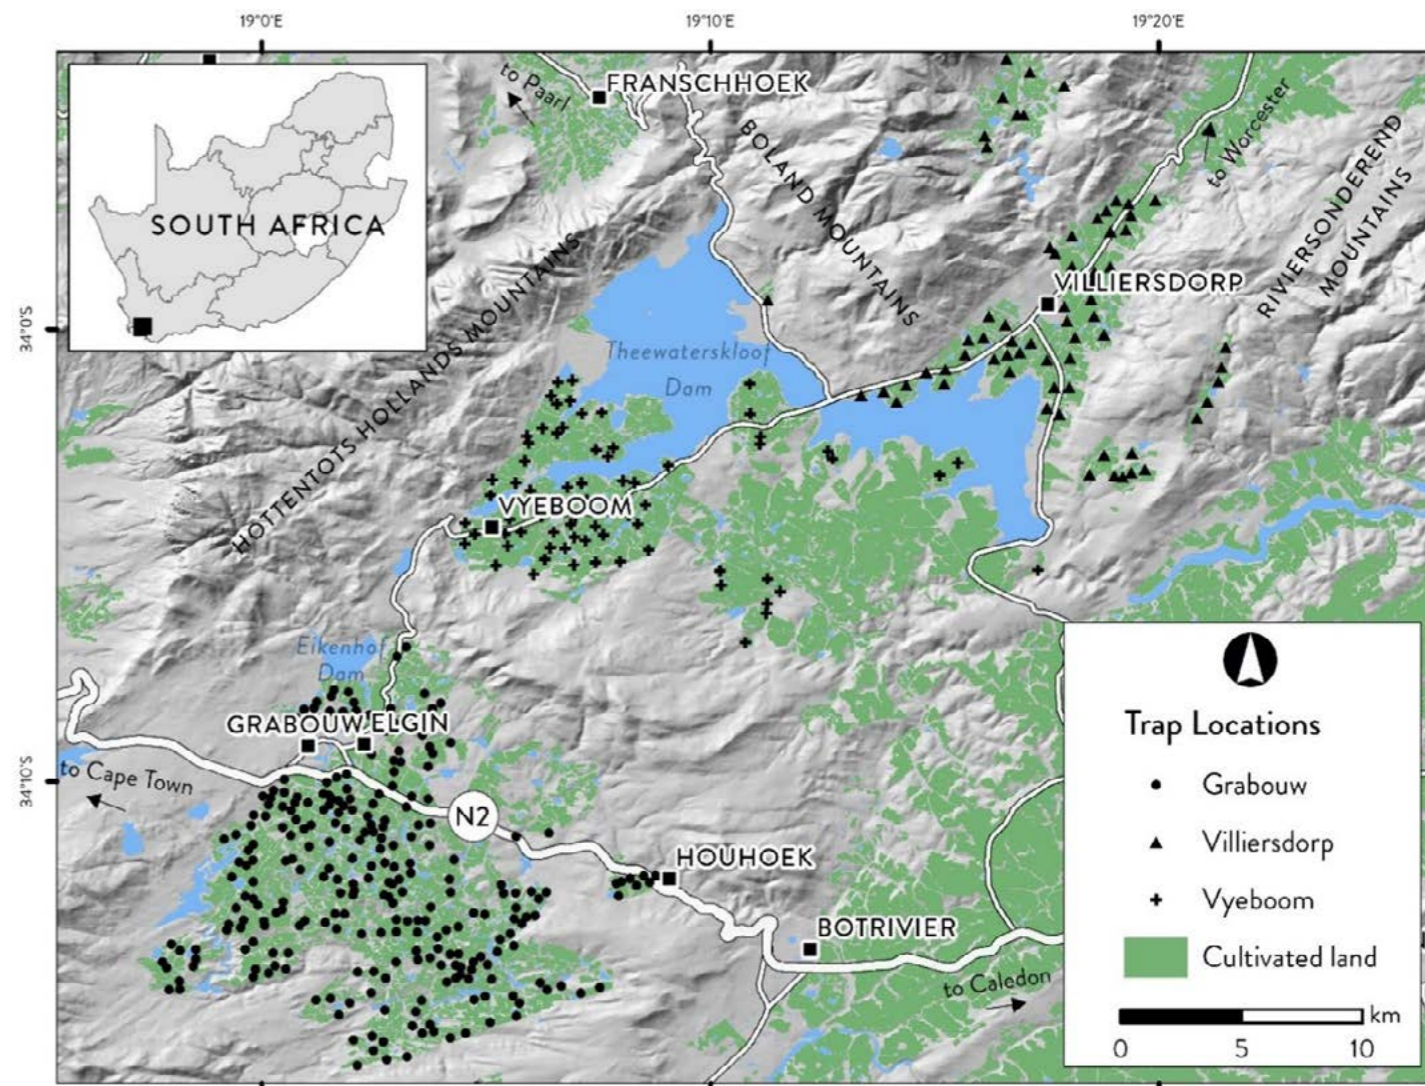 19°0'E
19°10'E
19°20'E
34°0'S
34°10'S
SOUTH AFRICA
to Paarl
FRANSCHHOEK
BOLAND MOUNTAINS
to Worcester
RIVIERSONDEREND
MOUNTAINS
HOTTENTOTS HOLLANDS MOUNTAINS
VILLIERSDORP
Theewaterskloof
Dam
VYEBOOM
Eikenhof
Dam
GRABOUW
ELGIN
to Cape Town
N2
HOUHOEK
BOTRIVIER
to Caledon
Trap Locations
Grabouw
Villiersdorp
Vyeboom
Cultivated land
km
0 5 10